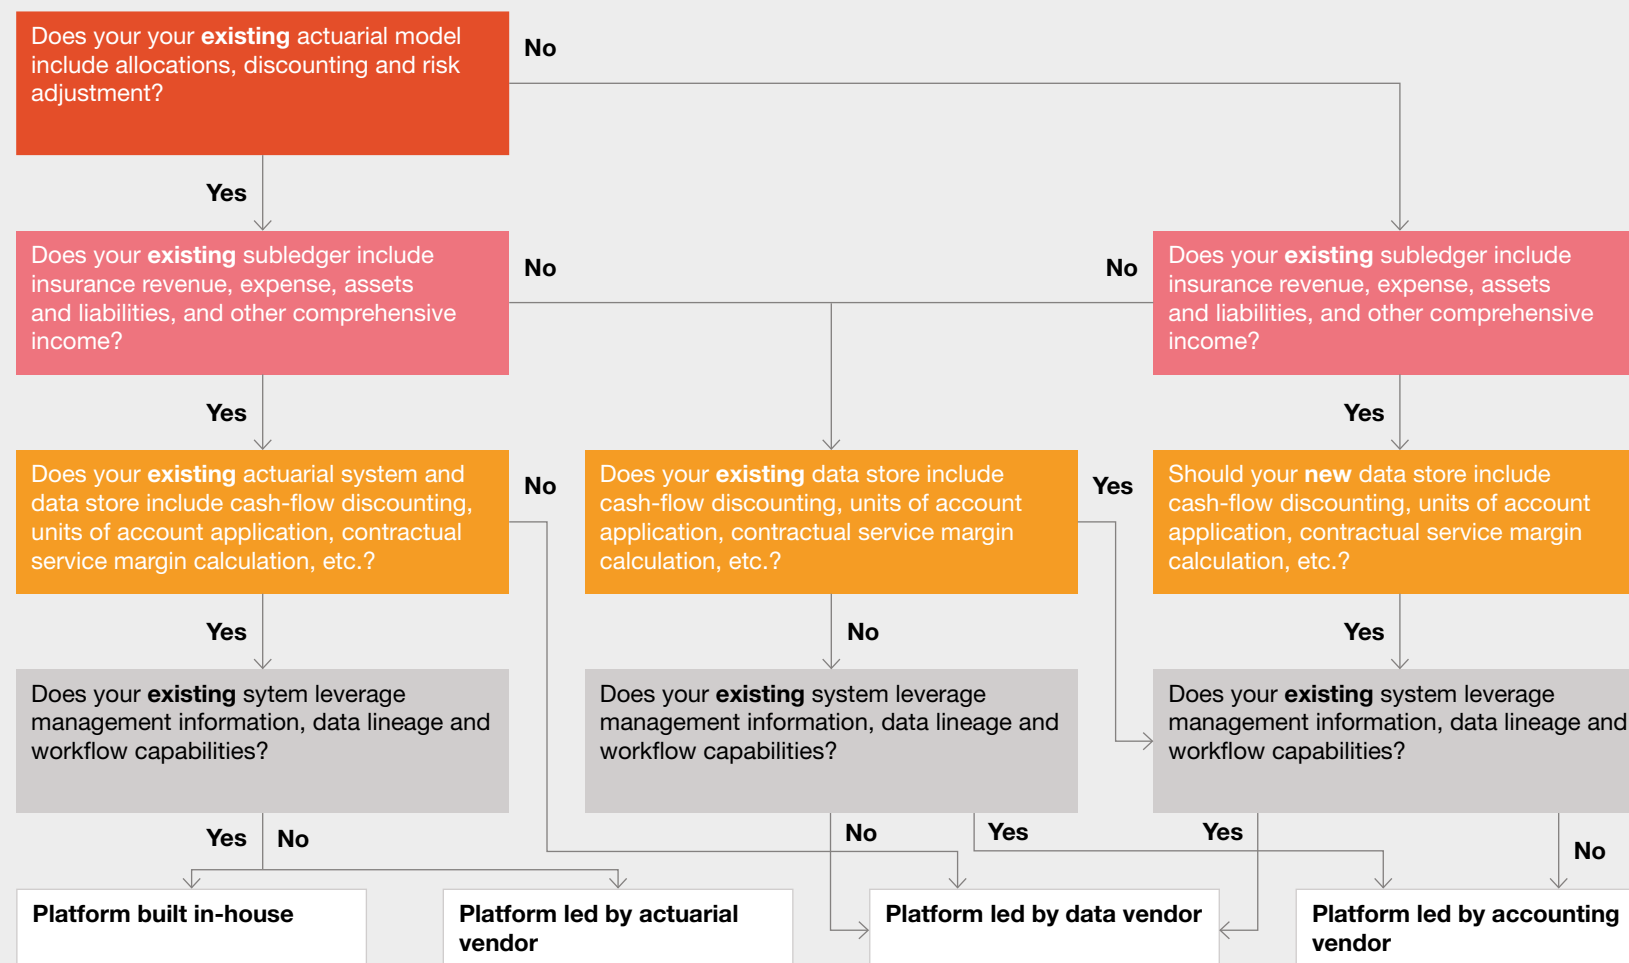 Does your your existing actuarial model
include allocations, discounting and risk
adjustment?
No
Yes
Does your existing subledger include
insurance revenue, expense, assets
and liabilities, and other comprehensive
income?
No
No
Does your existing subledger include
insurance revenue, expense, assets
and liabilities, and other comprehensive
income?
Yes
Yes
Does your existing actuarial system and
data store include cash-flow discounting,
units of account application, contractual
service margin calculation, etc.?
No
Does your existing data store include
cash-flow discounting, units of account
application, contractual service margin
calculation, etc.?
Yes
Should your new data store include
cash-flow discounting, units of account
application, contractual service margin
calculation, etc.?
Yes
No
Yes
Does your existing sytem leverage
management information, data lineage and
workflow capabilities?
Does your existing system leverage
management information, data lineage and
workflow capabilities?
Does your existing system leverage
management information, data lineage and
workflow capabilities?
Yes
No
No
Yes
Yes
No
Platform built in-house
Platform led by actuarial
vendor
Platform led by data vendor
Platform led by accounting
vendor